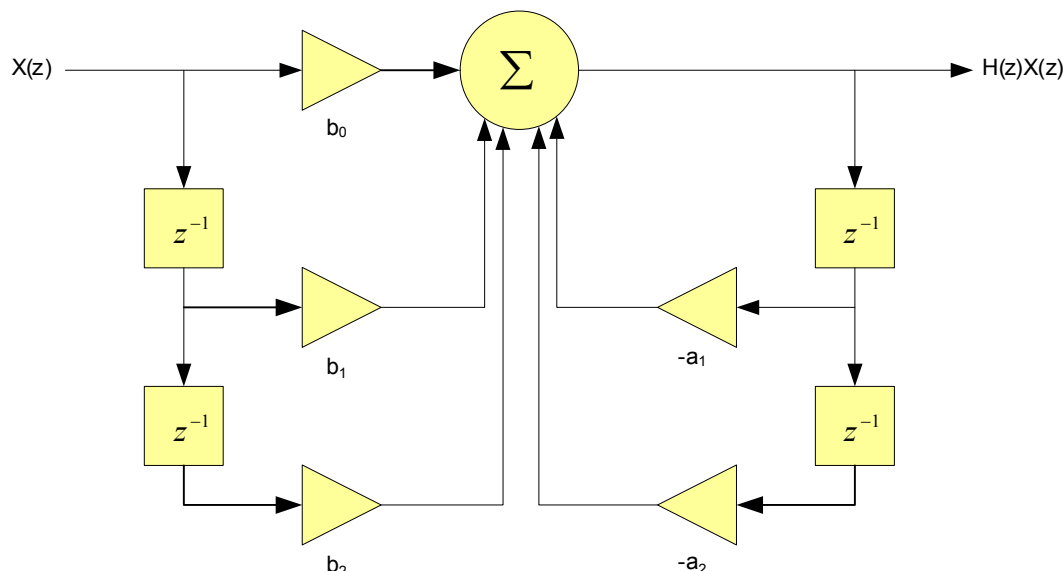 X(z)
Σ
H(z)X(z)
b₀
z⁻¹
z⁻¹
b₁
-a₁
z⁻¹
z⁻¹
b₂
-a₂